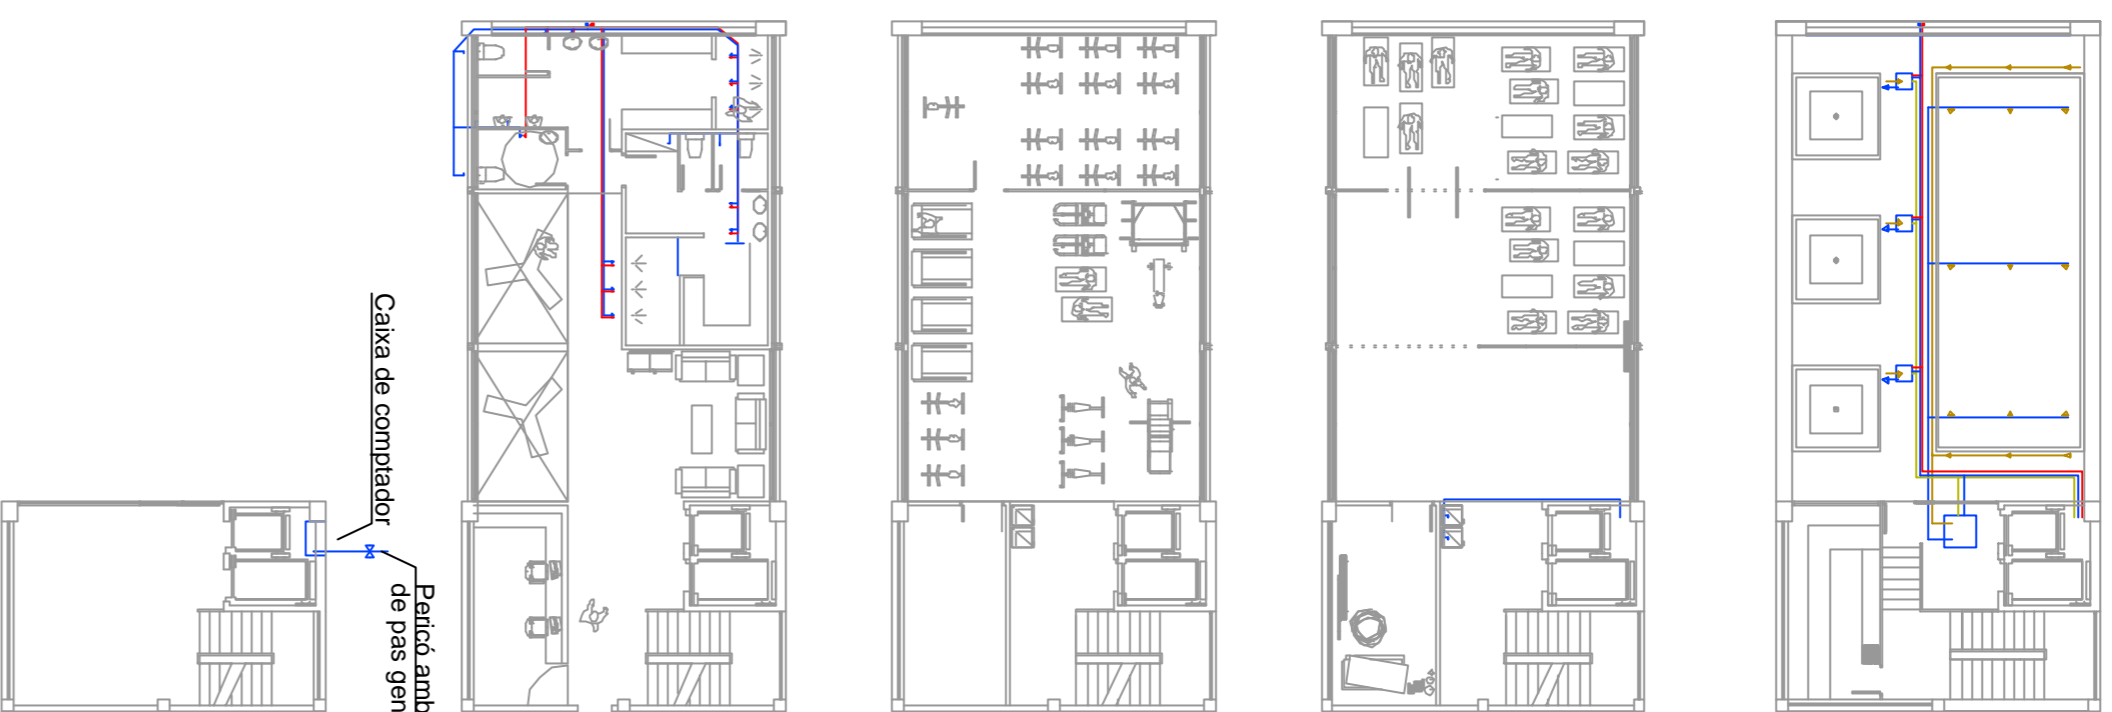 Caixa de comptador
Pericó amb
de pas gen